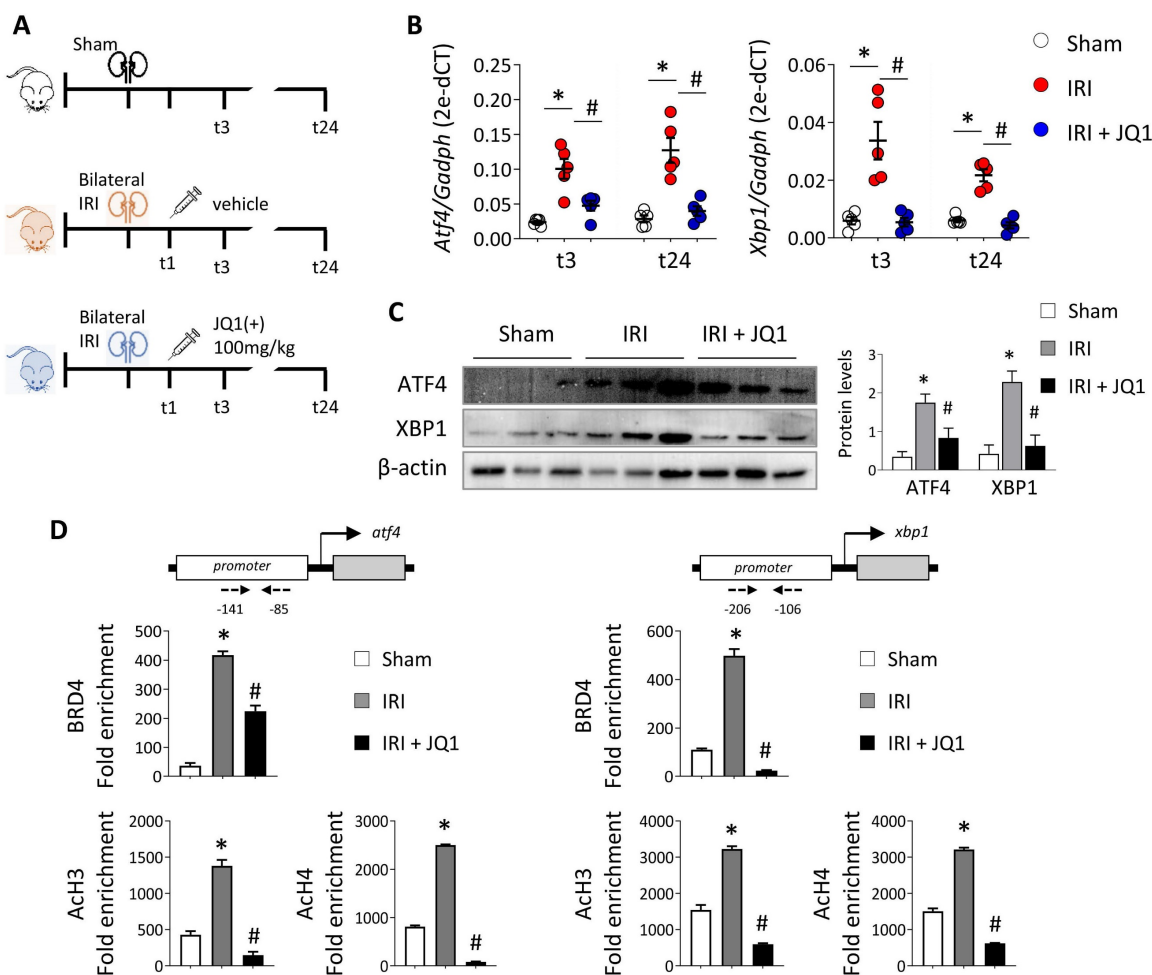 A
Sham
t3
t24
Bilateral
IRI
vehicle
t1
t3
t24
Bilateral
IRI
JQ1(+)
100mg/kg
t1
t3
t24
B
Atf4/Gadph (2e-dCT)
0.25
0.20
0.15
0.10
0.05
0.00
* # * #
t3 t24
Xbp1/Gadph (2e-dCT)
0.06
0.04
0.02
0.00
* # * #
t3 t24
Sham
IRI
IRI + JQ1
C
Sham IRI IRI + JQ1
ATF4
XBP1
β-actin
Protein levels
3
2
1
0
* # * #
ATF4 XBP1
Sham
IRI
IRI + JQ1
D
atf4
promoter
-141 -85
BRD4
Fold enrichment
500
400
300
200
100
0
* #
Sham
IRI
IRI + JQ1
AcH3
Fold enrichment
2000
1500
1000
500
0
* #
AcH4
Fold enrichment
3000
2000
1000
0
* #
xbp1
promoter
-206 -106
BRD4
Fold enrichment
600
400
200
0
* #
Sham
IRI
IRI + JQ1
AcH3
Fold enrichment
4000
3000
2000
1000
0
* #
AcH4
Fold enrichment
4000
3000
2000
1000
0
* #